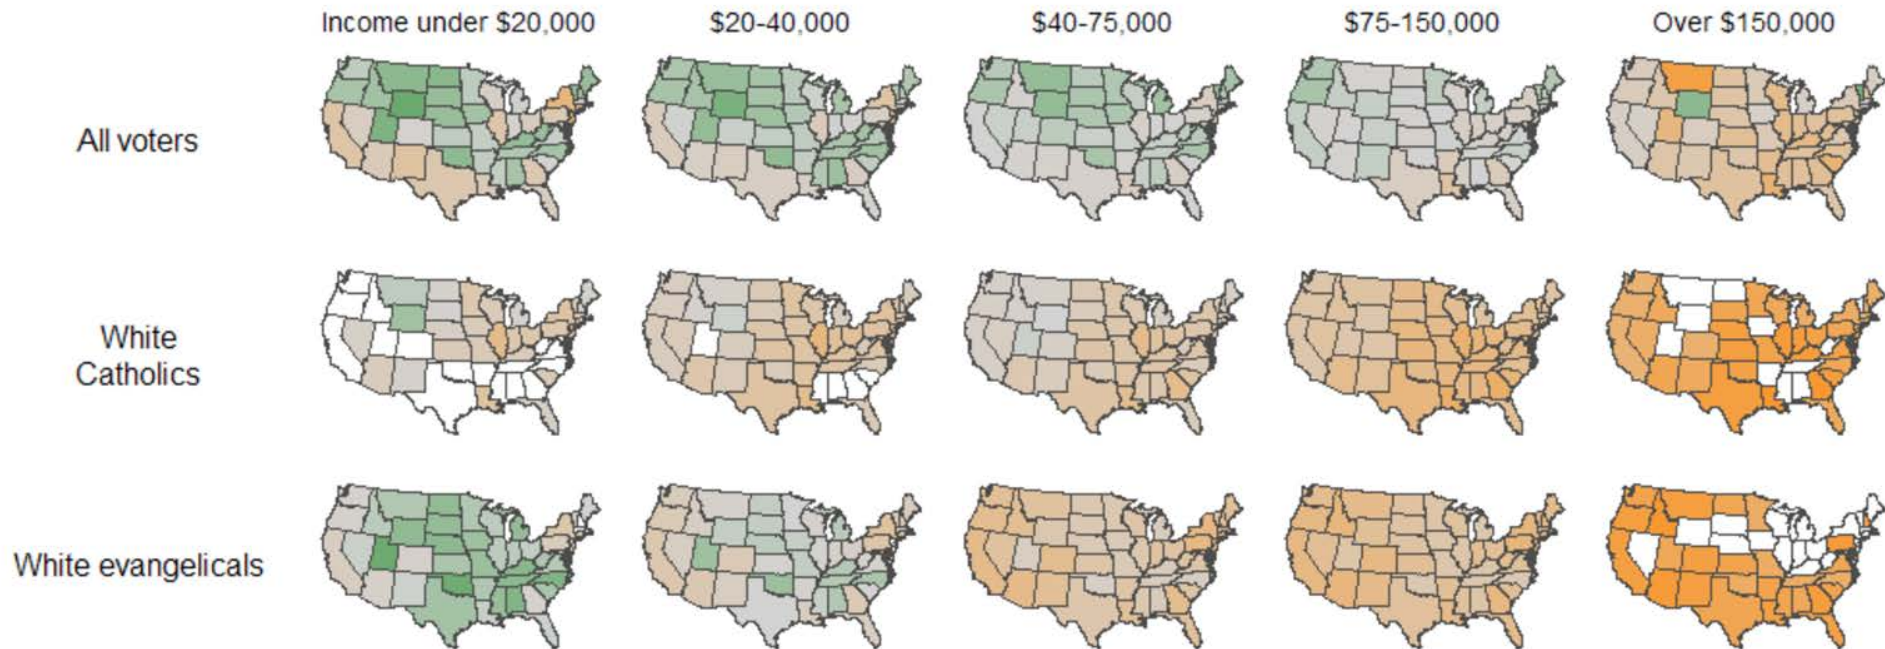 Income under $20,000
$20-40,000
$40-75,000
$75-150,000
Over $150,000
All voters
White
Catholics
White evangelicals